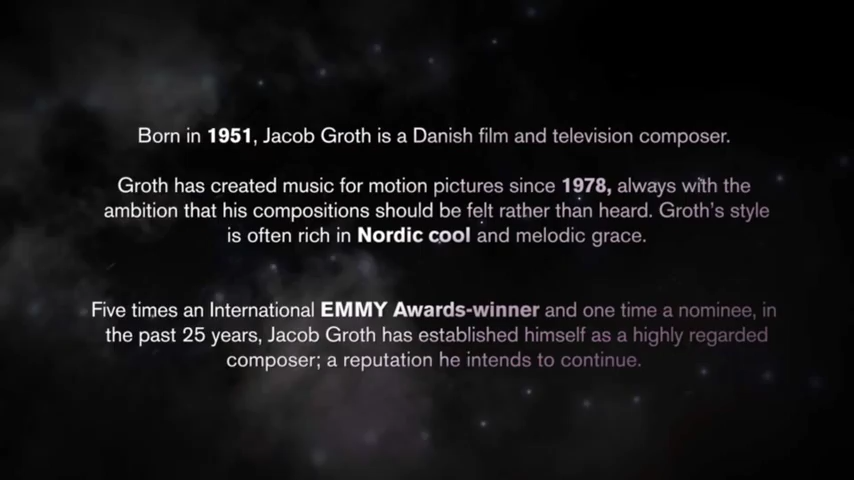 Born in 1951, Jacob Groth is a Danish film and television composer.
Groth has created music for motion pictures since 1978, always with the
ambition that his compositions should be felt rather than heard. Groth's style
is often rich in Nordic cool and melodic grace.
Five times an International EMMY Awards-winner and one time a nominee, in
the past 25 years, Jacob Groth has established himself as a highly regarded
composer; a reputation he intends to continue.